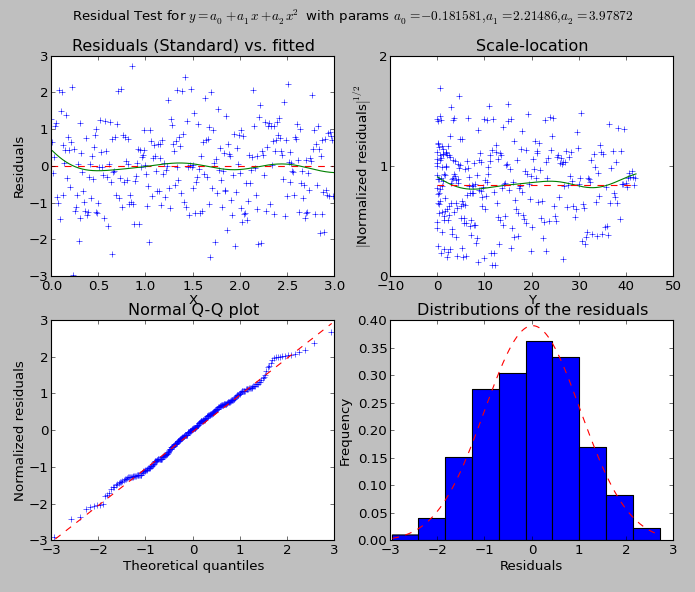 Residual Test for y = a₀ + a₁x + a₂x² with params a₀ = −0.181581, a₁ = 2.21486, a₂ = 3.97872
Residuals (Standard) vs. fitted
Residuals
3
2
1
0
−1
−2
−3
0.0 0.5 1.0 1.5 2.0 2.5 3.0
X
Scale-location
|Normalized residuals|^1/2
2
1
0
−10 0 10 20 30 40 50
Y
Normal Q-Q plot
Normalized residuals
3
2
1
0
−1
−2
−3
−3 −2 −1 0 1 2 3
Theoretical quantiles
Distributions of the residuals
Frequency
0.40
0.35
0.30
0.25
0.20
0.15
0.10
0.05
0.00
−3 −2 −1 0 1 2 3
Residuals